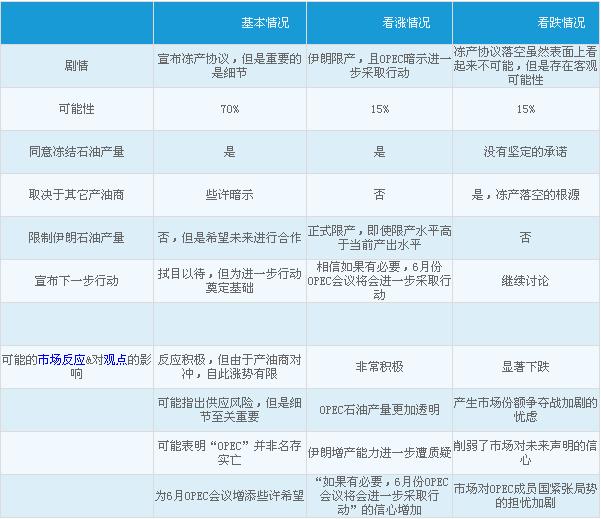 基本情况 看涨情况 看跌情况
剧情 宣布冻产协议，但是重要的是细节 伊朗限产，且OPEC暗示进一步采取行动 冻产协议落空虽然表面上看起来不可能，但是存在客观可能性
可能性 70% 15% 15%
同意冻结石油产量 是 是 没有坚定的承诺
取决于其它产油商 些许暗示 否 是，冻产落空的根源
限制伊朗石油产量 否，但是希望未来进行合作 正式限产，即使限产水平高于当前产出水平 否
宣布下一步行动 拭目以待，但为进一步行动奠定基础 相信如果有必要，6月份OPEC会议将会进一步采取行动 继续讨论
可能的市场反应&对观点的影响 反应积极，但由于产油商对冲，自此涨势有限 非常积极 显著下跌
可能指出供应风险，但是细节至关重要 OPEC石油产量更加透明 产生市场份额争夺战加剧的忧虑
可能表明“OPEC”并非名存实亡 伊朗增产能力进一步遭质疑 削弱了市场对未来声明的信心
为6月OPEC会议增添些许希望 “如果有必要，6月份OPEC会议将会进一步采取行动”的信心增加 市场对OPEC成员国紧张局势的担忧加剧